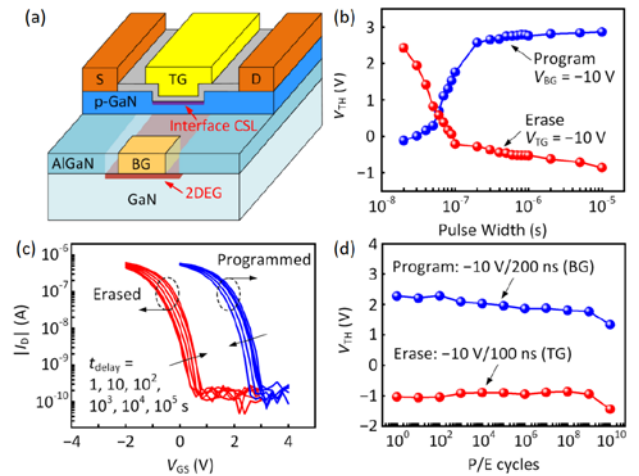 (a)
S
TG
D
p-GaN
Interface CSL
AlGaN
BG
2DEG
GaN
(b)
V_TH (V)
3
2
1
0
−1
Program
V_BG = −10 V
Erase
V_TG = −10 V
10^-8 10^-7 10^-6 10^-5
Pulse Width (s)
(c)
|I_D| (A)
10^-6
10^-7
10^-8
10^-9
10^-10
Programmed
Erased
t_delay =
1, 10, 10^2,
10^3, 10^4, 10^5 s
−4 −2 0 2 4
V_GS (V)
(d)
V_TH (V)
4
3
2
1
0
−1
−2
Program: −10 V/200 ns (BG)
Erase: −10 V/100 ns (TG)
10^0 10^2 10^4 10^6 10^8 10^10
P/E cycles